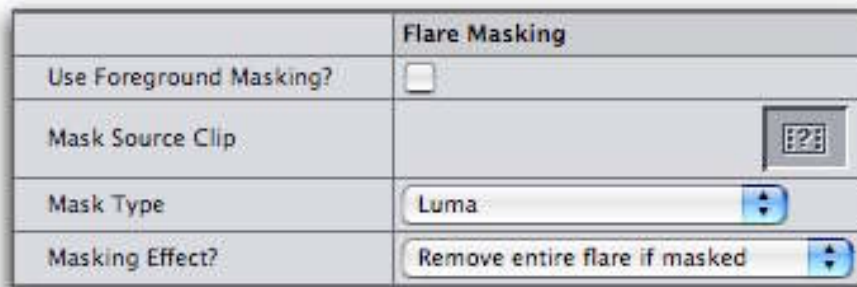 Flare Masking
Use Foreground Masking?
Mask Source Clip
?
Mask Type Luma
Masking Effect? Remove entire flare if masked